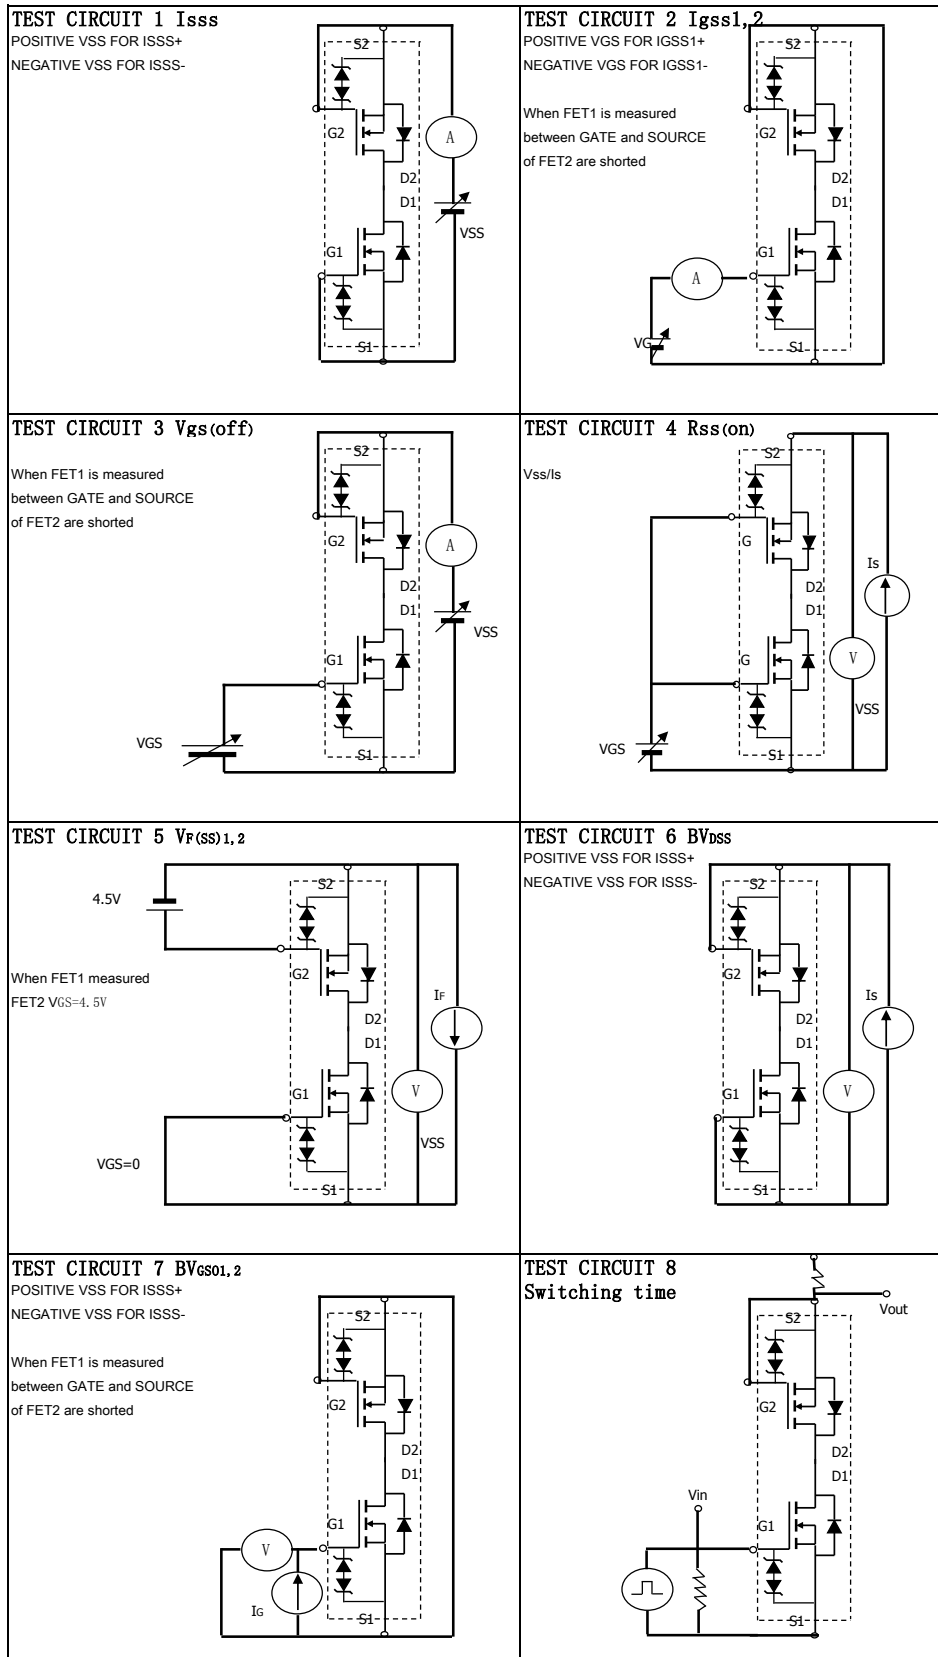 TEST CIRCUIT 1 Isss
POSITIVE VSS FOR ISSS+
NEGATIVE VSS FOR ISSS-
S2
G2
A
D2
D1
VSS
G1
S1
TEST CIRCUIT 2 Igss1,2
POSITIVE VGS FOR IGSS1+
NEGATIVE VGS FOR IGSS1-
When FET1 is measured
between GATE and SOURCE
of FET2 are shorted
S2
G2
D2
D1
G1
A
VG
S1
TEST CIRCUIT 3 Vgs(off)
When FET1 is measured
between GATE and SOURCE
of FET2 are shorted
S2
G2
A
D2
D1
VSS
G1
VGS
S1
TEST CIRCUIT 4 Rss(on)
Vss/Is
S2
G
Is
D2
D1
G
V
VSS
VGS
S1
TEST CIRCUIT 5 VF(SS)1,2
4.5V
When FET1 measured
FET2 VGS=4.5V
S2
G2
IF
D2
D1
G1
V
VSS
VGS=0
S1
TEST CIRCUIT 6 BVDSS
POSITIVE VSS FOR ISSS+
NEGATIVE VSS FOR ISSS-
S2
G2
Is
D2
D1
G1
V
S1
TEST CIRCUIT 7 BVGSO1,2
POSITIVE VSS FOR ISSS+
NEGATIVE VSS FOR ISSS-
When FET1 is measured
between GATE and SOURCE
of FET2 are shorted
S2
G2
D2
D1
G1
V
IG
S1
TEST CIRCUIT 8
Switching time
Vout
S2
G2
D2
D1
Vin
G1
S1